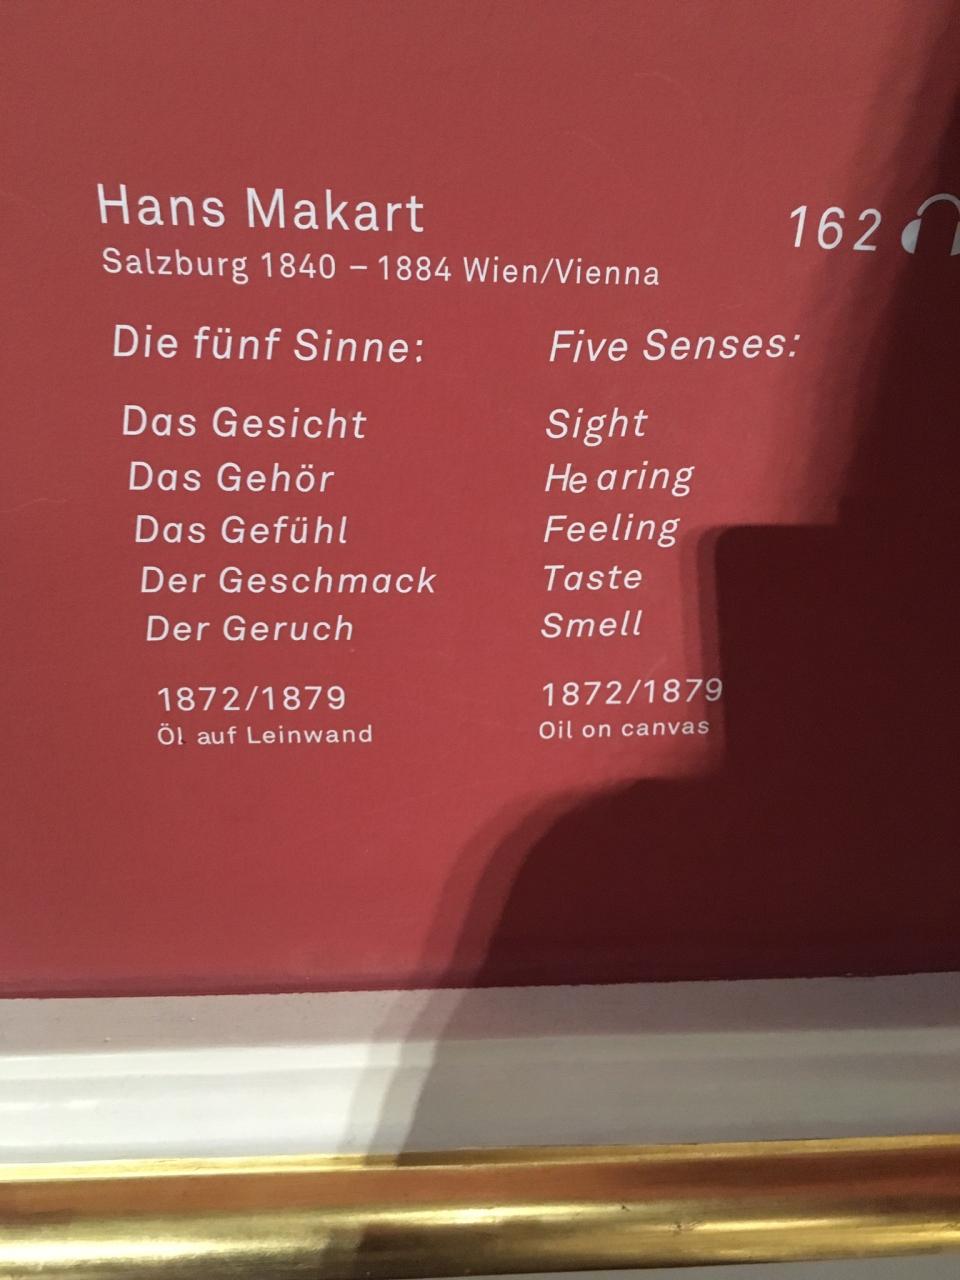 Hans Makart
162
Salzburg 1840 – 1884 Wien/Vienna
Die fünf Sinne:
Das Gesicht
Das Gehör
Das Gefühl
Der Geschmack
Der Geruch
1872/1879
Öl auf Leinwand
Five Senses:
Sight
Hearing
Feeling
Taste
Smell
1872/1879
Oil on canvas